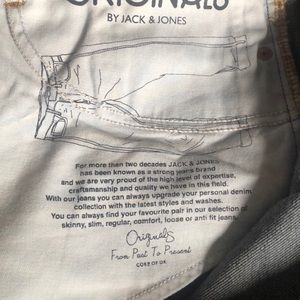 ORIGINALS
BY JACK & JONES
For more than two decades JACK & JONES
has been known as a strong jeans brand
and we are very proud of the high level of expertise,
craftsmanship and quality we have in this field.
With our jeans you can always upgrade your personal denim
collection with the latest styles and washes.
You can always find your favourite pair in our selection of
skinny, slim, regular, comfort, loose or anti fit jeans.
Originals
From Past To Present
CORE BY DK